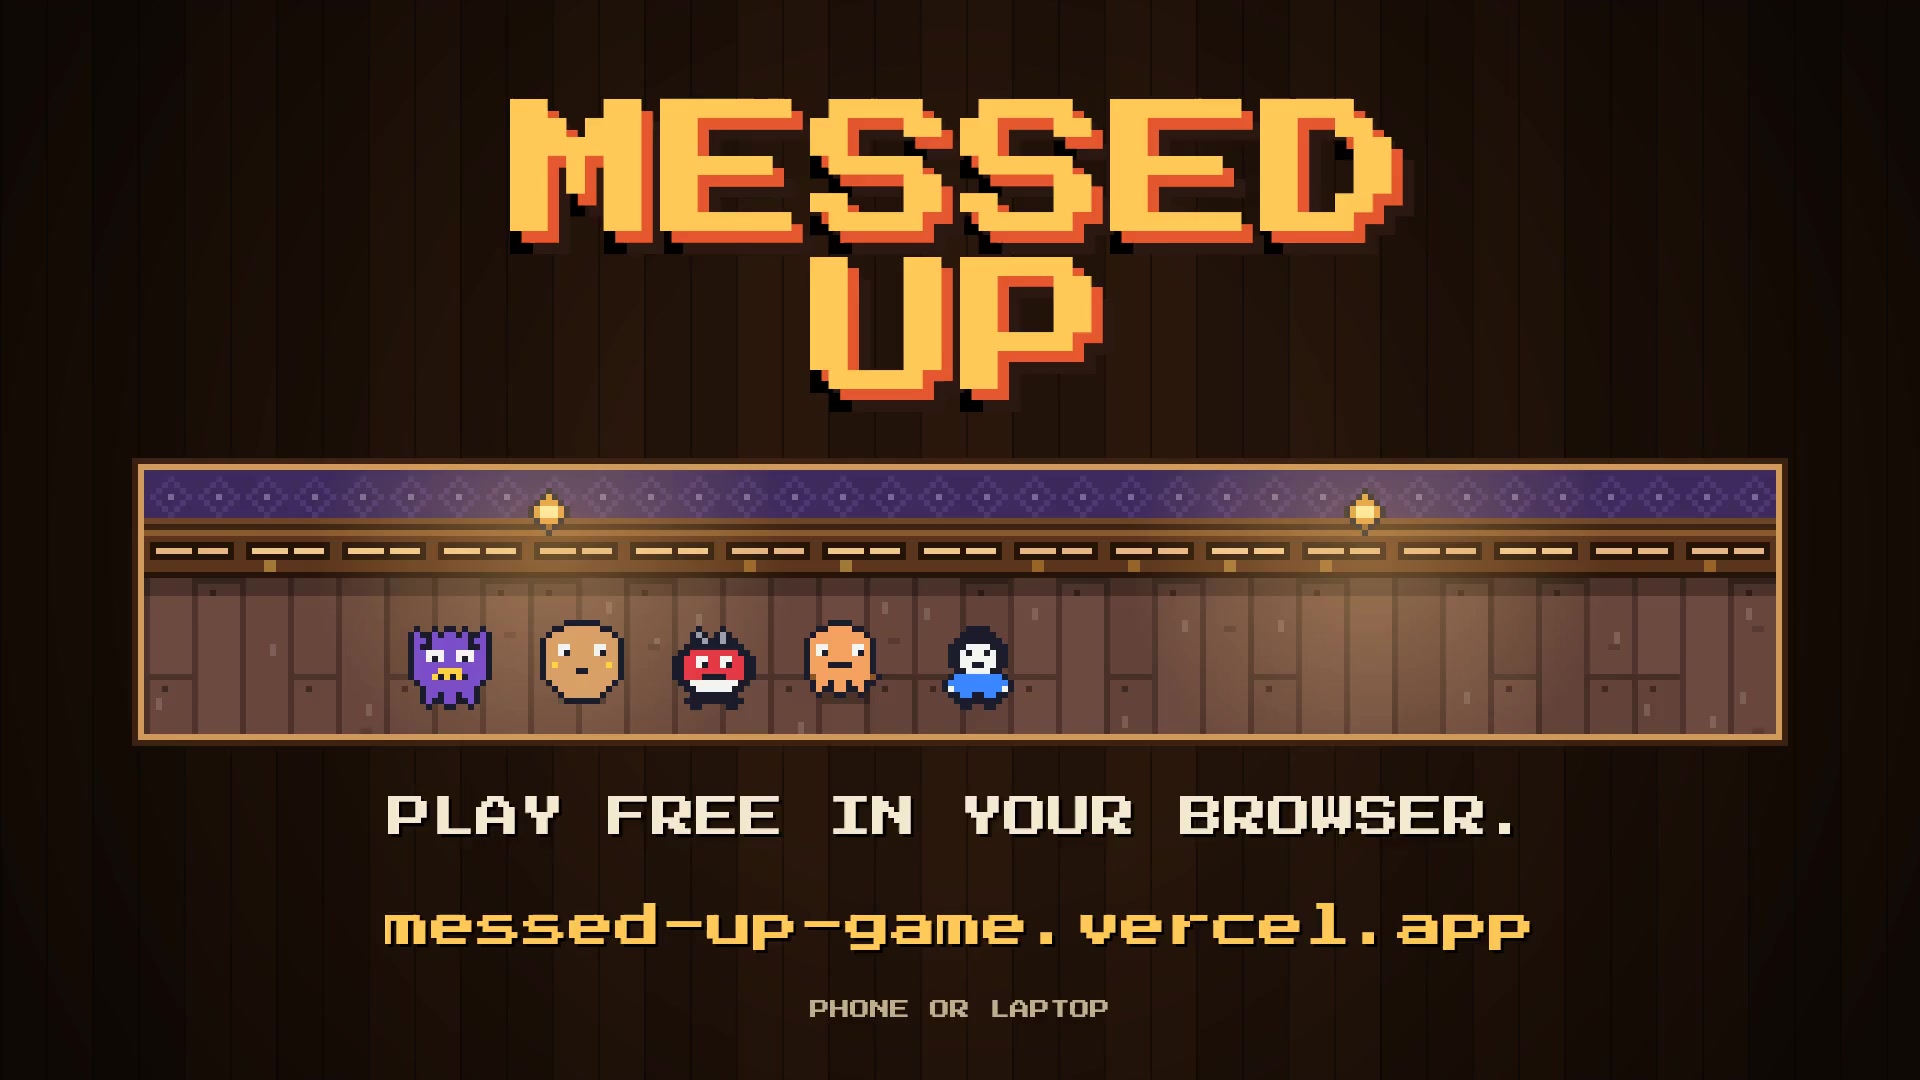 MESSED
UP
PLAY FREE IN YOUR BROWSER.
messed-up-game.vercel.app
PHONE OR LAPTOP